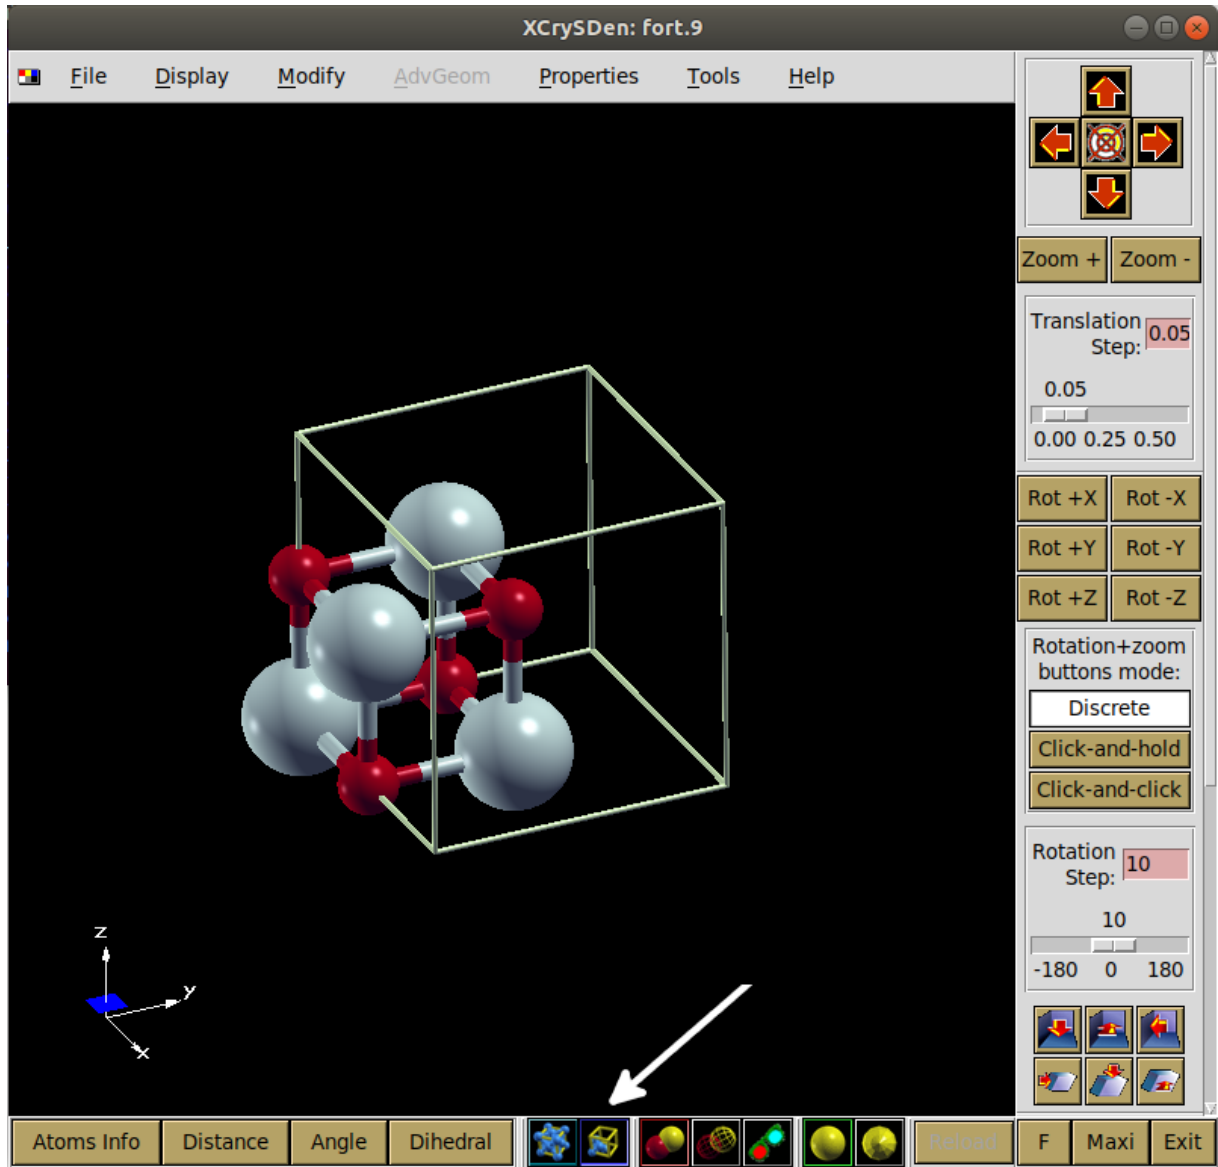 XCrySDen: fort.9
File Display Modify AdvGeom Properties Tools Help
Zoom + Zoom -
Translation
Step: 0.05
0.05
0.00 0.25 0.50
Rot +X Rot -X
Rot +Y Rot -Y
Rot +Z Rot -Z
Rotation+zoom
buttons mode:
Discrete
Click-and-hold
Click-and-click
Rotation
Step: 10
10
-180 0 180
z
y
x
Atoms Info Distance Angle Dihedral Reload F Maxi Exit